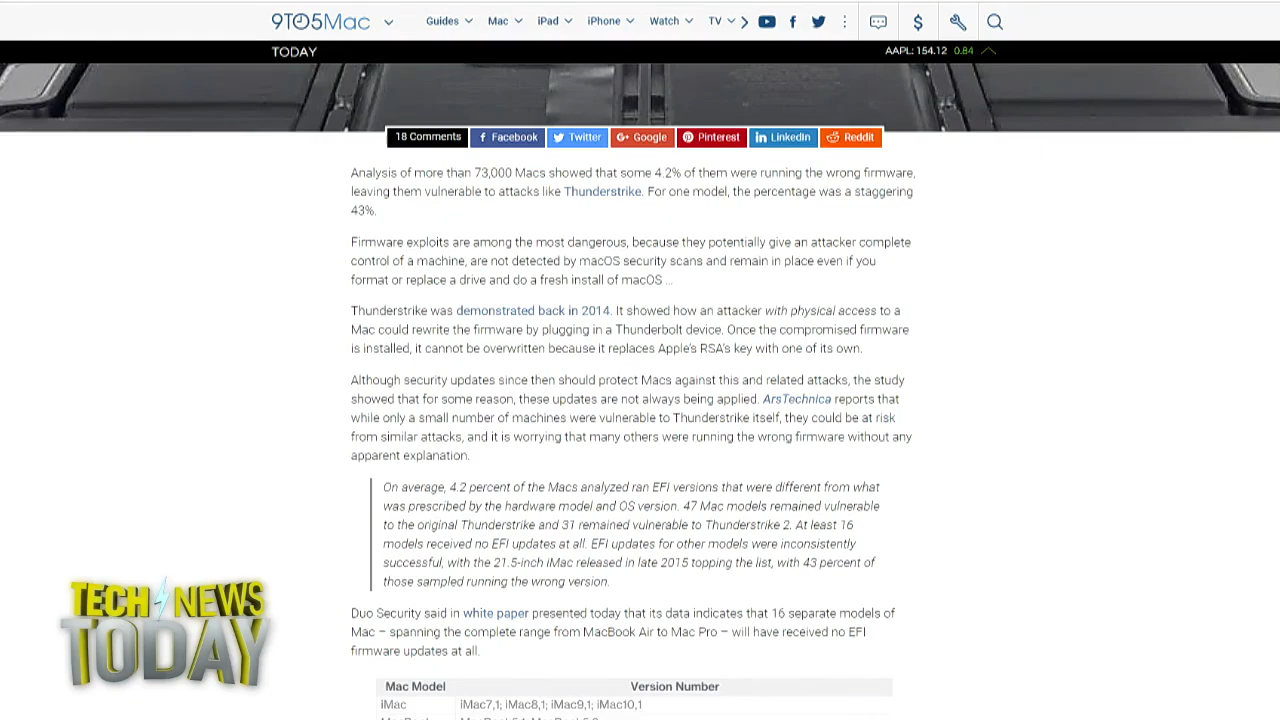 9TO5Mac
Guides Mac iPad iPhone Watch TV
TODAY
AAPL: 154.12 0.84
18 Comments Facebook Twitter Google Pinterest LinkedIn Reddit
Analysis of more than 73,000 Macs showed that some 4.2% of them were running the wrong firmware,
leaving them vulnerable to attacks like Thunderstrike. For one model, the percentage was a staggering
43%.
Firmware exploits are among the most dangerous, because they potentially give an attacker complete
control of a machine, are not detected by macOS security scans and remain in place even if you
format or replace a drive and do a fresh install of macOS ...
Thunderstrike was demonstrated back in 2014. It showed how an attacker with physical access to a
Mac could rewrite the firmware by plugging in a Thunderbolt device. Once the compromised firmware
is installed, it cannot be overwritten because it replaces Apple's RSA's key with one of its own.
Although security updates since then should protect Macs against this and related attacks, the study
showed that for some reason, these updates are not always being applied. ArsTechnica reports that
while only a small number of machines were vulnerable to Thunderstrike itself, they could be at risk
from similar attacks, and it is worrying that many others were running the wrong firmware without any
apparent explanation.
On average, 4.2 percent of the Macs analyzed ran EFI versions that were different from what
was prescribed by the hardware model and OS version. 47 Mac models remained vulnerable
to the original Thunderstrike and 31 remained vulnerable to Thunderstrike 2. At least 16
models received no EFI updates at all. EFI updates for other models were inconsistently
successful, with the 21.5-inch iMac released in late 2015 topping the list, with 43 percent of
those sampled running the wrong version.
Duo Security said in white paper presented today that its data indicates that 16 separate models of
Mac – spanning the complete range from MacBook Air to Mac Pro – will have received no EFI
firmware updates at all.
Mac Model Version Number
iMac iMac7,1; iMac8,1; iMac9,1; iMac10,1
TECH NEWS
TODAY